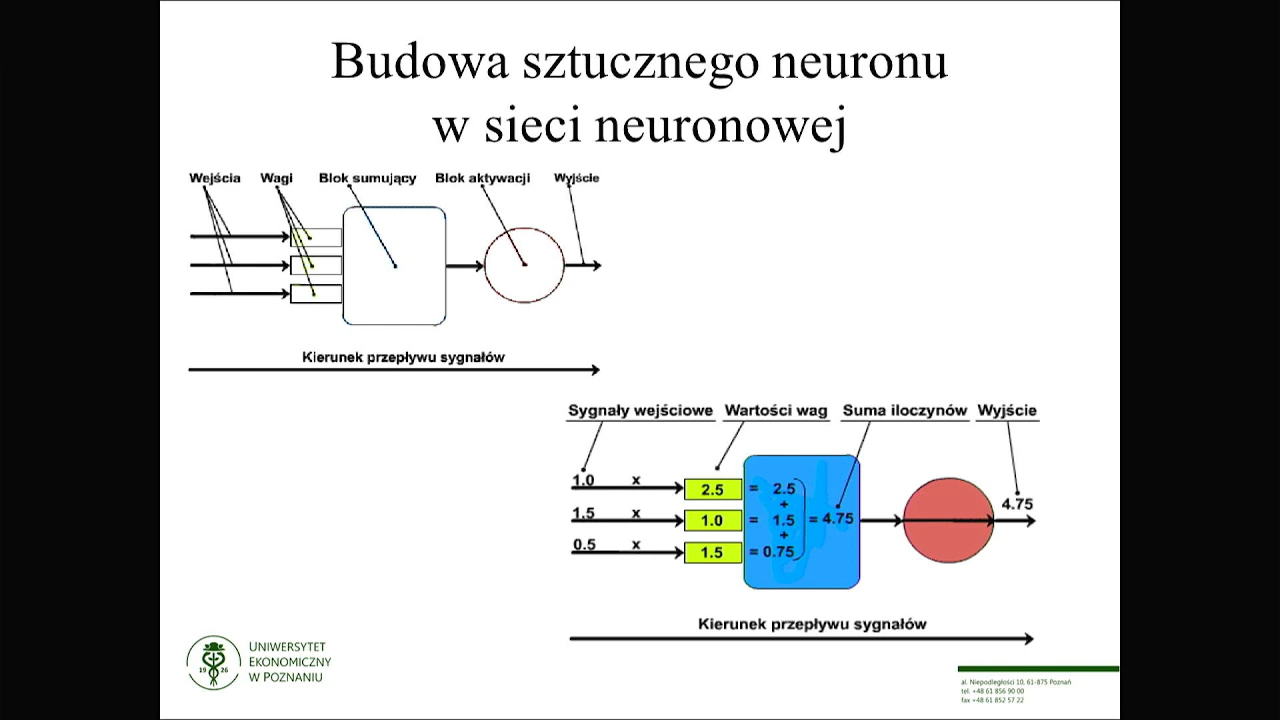 Budowa sztucznego neuronu
w sieci neuronowej
Wejścia Wagi Blok sumujący Blok aktywacji Wyjście
Kierunek przepływu sygnałów
Sygnały wejściowe Wartości wag Suma iloczynów Wyjście
1.0 x 2.5 = 2.5
+
1.5 x 1.0 = 1.5 = 4.75 4.75
+
0.5 x 1.5 = 0.75
Kierunek przepływu sygnałów
UNIWERSYTET
EKONOMICZNY
W POZNANIU
19 26
al. Niepodległości 10, 61-875 Poznań
tel. +48 61 856 90 00
fax +48 61 852 57 22